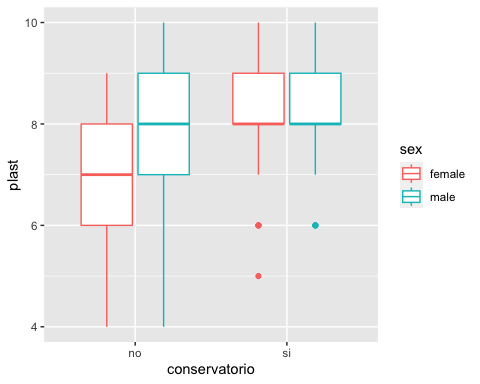 10
8
6
4
plast
no
si
conservatorio
sex
female
male